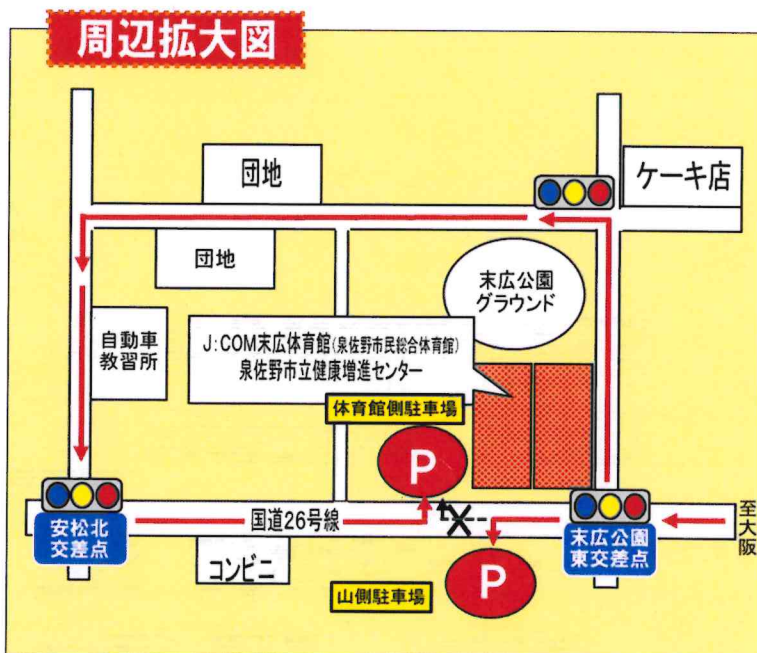 周辺拡大図
団地
ケーキ店
団地
末広公園
グラウンド
自動車
教習所
J:COM末広体育館(泉佐野市民総合体育館)
泉佐野市立健康増進センター
体育館側駐車場
P
安松北
交差点
国道26号線
末広公園
東交差点
至大阪
コンビニ
山側駐車場
P